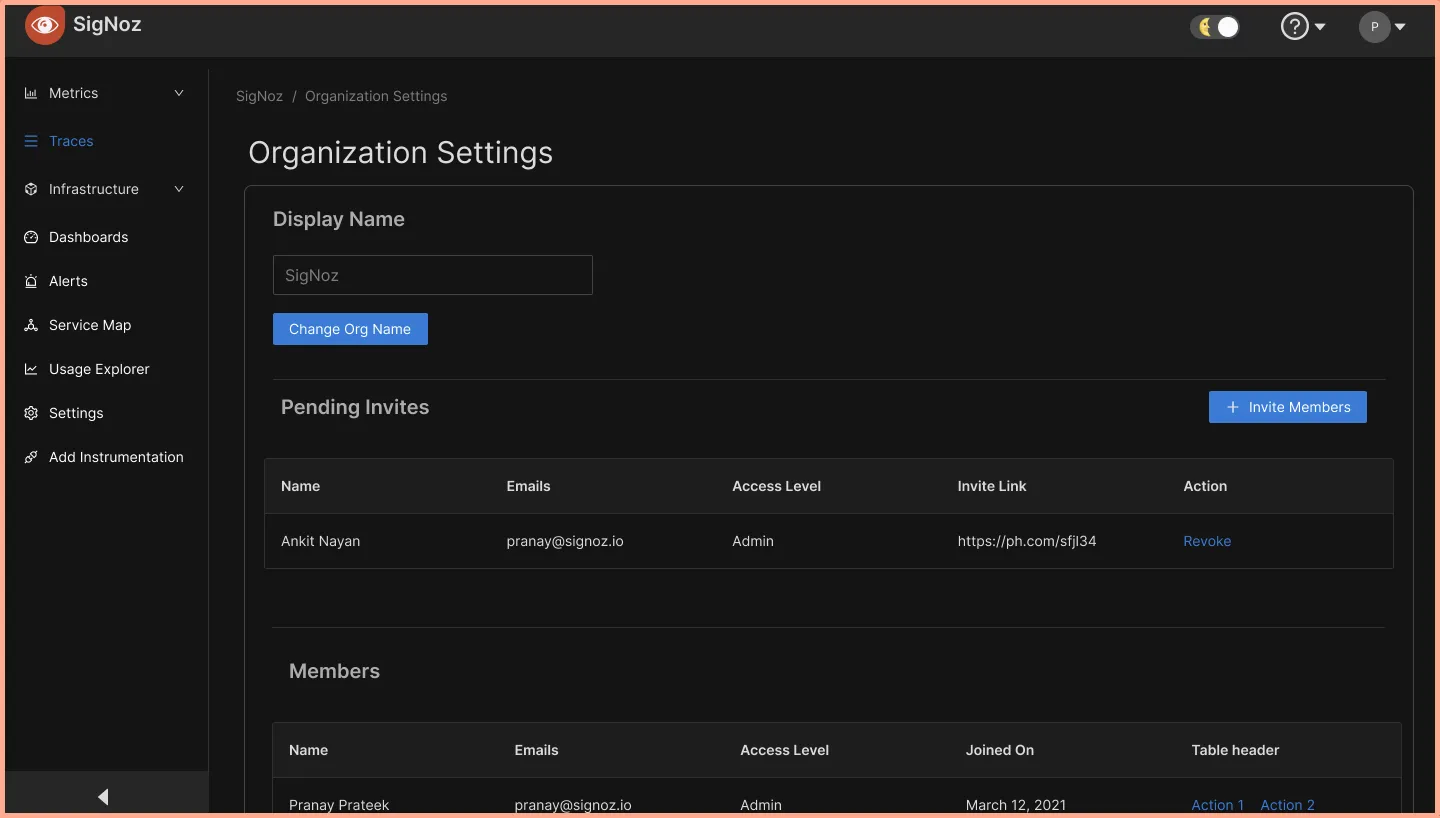 SigNoz
P
Metrics
Traces
Infrastructure
Dashboards
Alerts
Service Map
Usage Explorer
Settings
Add Instrumentation
SigNoz / Organization Settings
Organization Settings
Display Name
SigNoz
Change Org Name
Pending Invites
+ Invite Members
Name Emails Access Level Invite Link Action
Ankit Nayan pranay@signoz.io Admin https://ph.com/sfjl34 Revoke
Members
Name Emails Access Level Joined On Table header
Pranay Prateek pranay@signoz.io Admin March 12, 2021 Action 1 Action 2